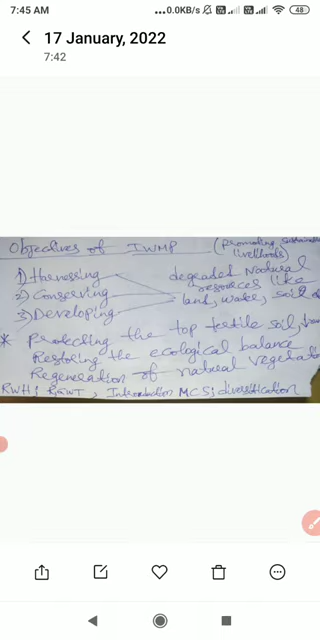 7:45 AM
...0.0KB/s
48
17 January, 2022
7:42
Objectives of IWMP (promoting sustainable
livelihoods)
1) Harnessing
degraded Natural
2) Conserving
resources like
land, water, soil
3) Developing
* Protecting the top fertile soil,
Restoring the ecological balance
Regeneration of natural vegetation
RWH; , Introduction MCS; diversification